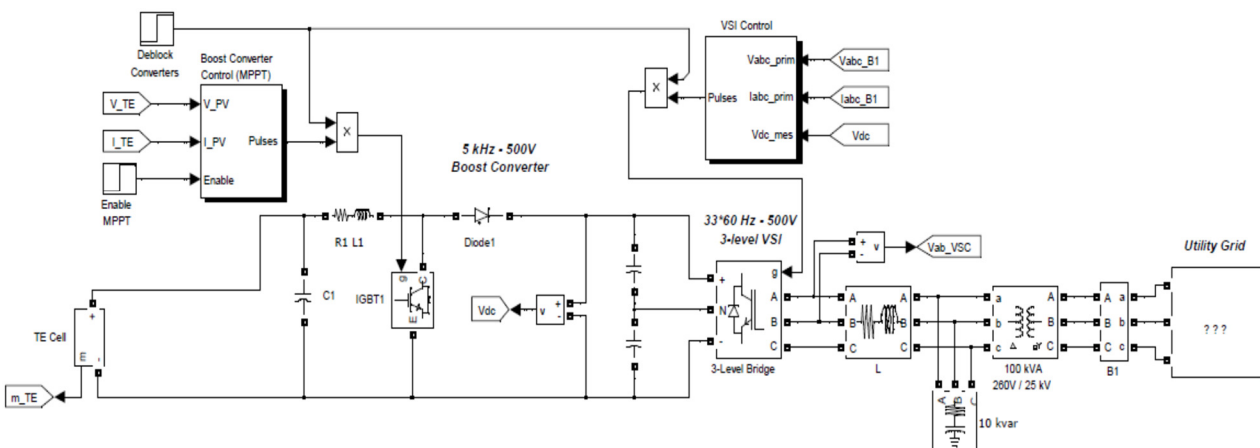 VSI Control
Deblock
Converters
Boost Converter
Control (MPPT)
Vabc_prim
Vabc_B1
V_TE
V_PV
X
Pulses
Iabc_prim
Iabc_B1
I_TE
I_PV
Pulses
X
Vdc_mes
Vdc
5 kHz - 500V
Boost Converter
Enable
Enable
MPPT
33*60 Hz - 500V
3-level VSI
+
-
v
Vab_VSC
Utility Grid
R1 L1
Diode1
g
C
E
IGBT1
C1
Vdc
v
+
-
+
N
-
g
A
B
C
A
B
C
A
B
C
a
b
c
A
B
C
A
B
C
a
b
c
? ? ?
TE Cell
+
m
-
3-Level Bridge
L
Δ
Y
100 kVA
260V / 25 kV
B1
m_TE
A
B
C
10 kvar